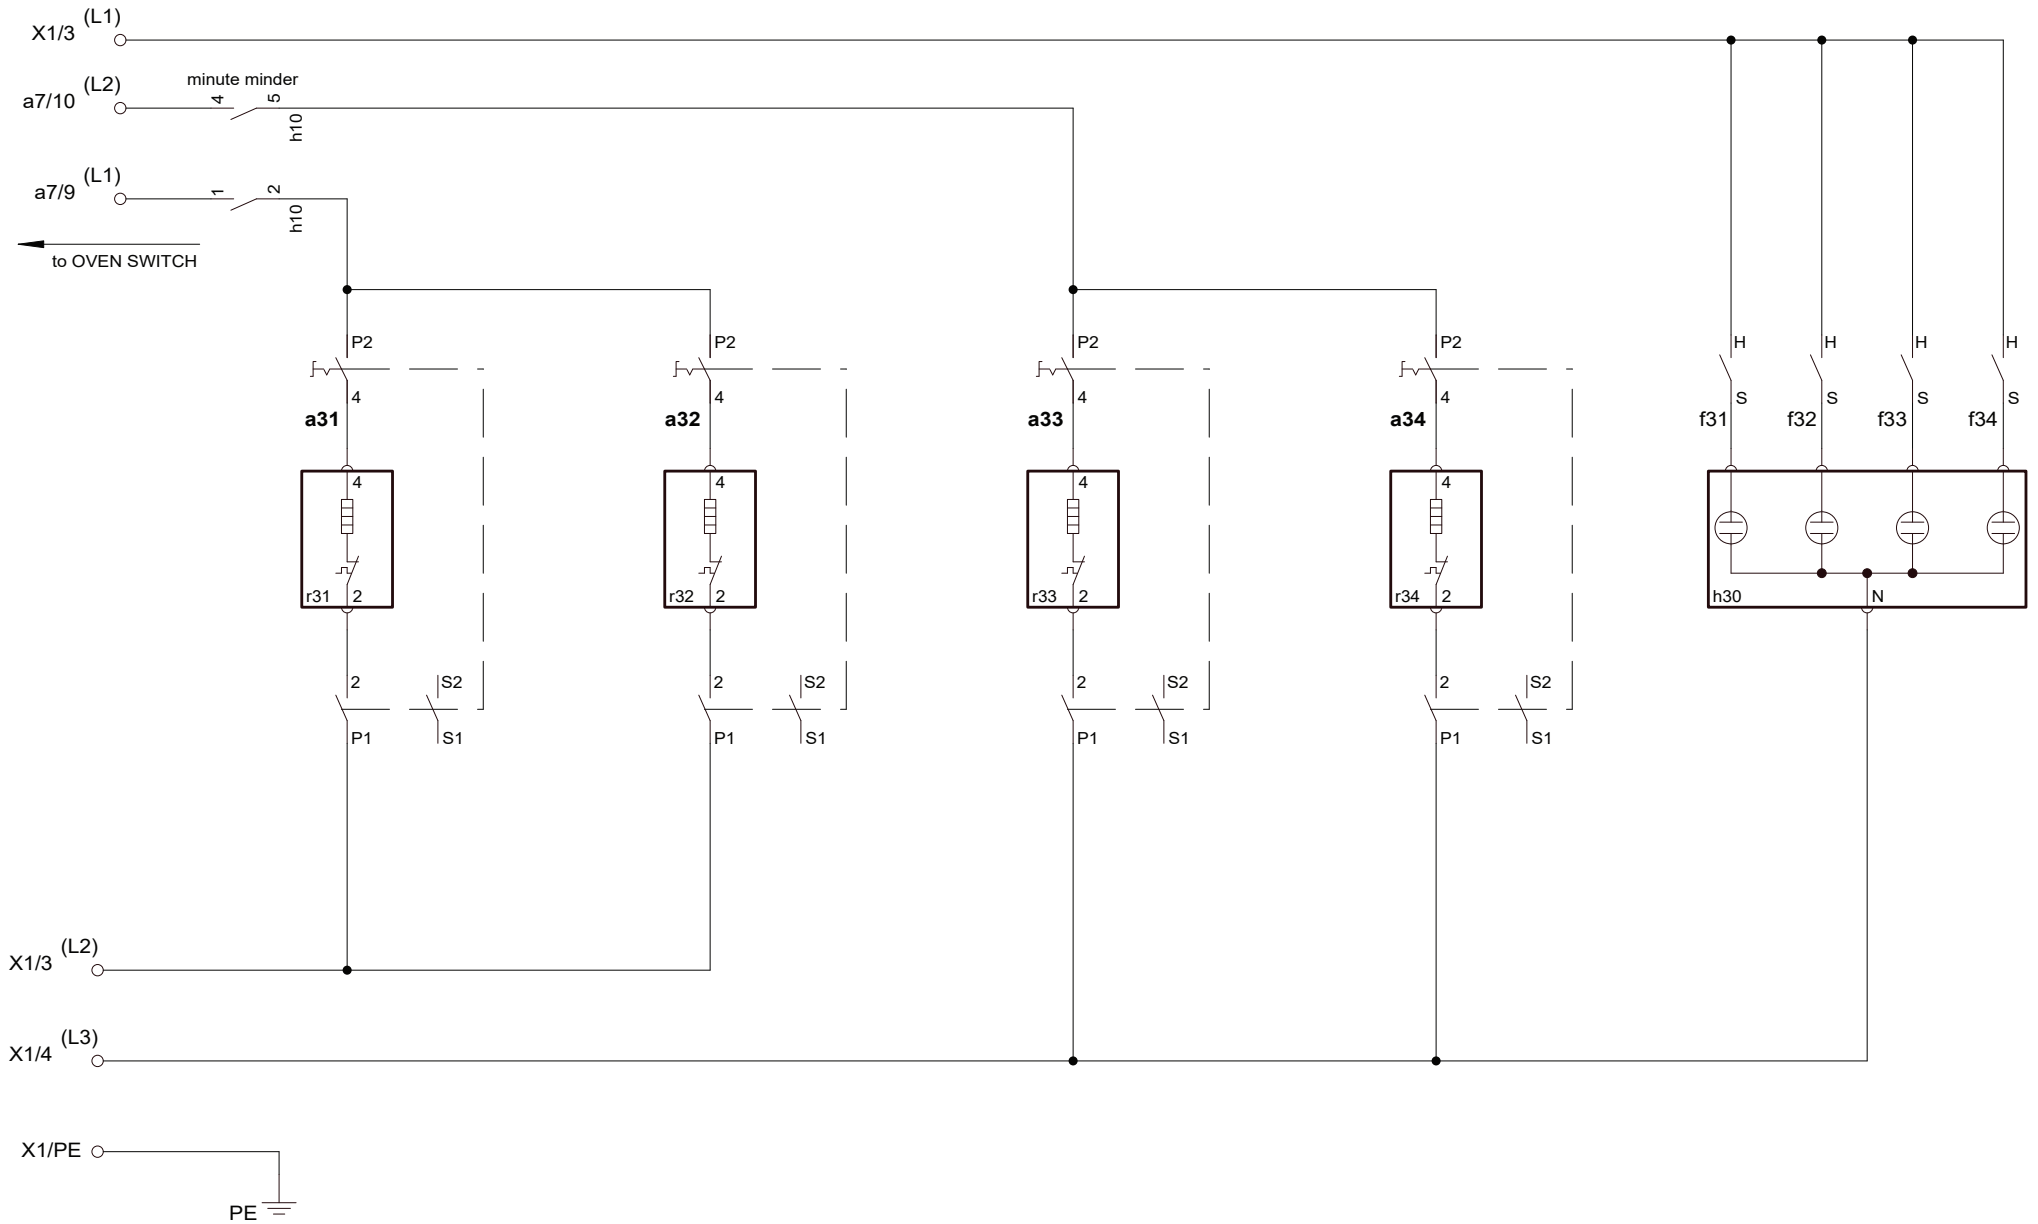 (L1)
X1/3
(L2)
a7/10
minute minder
4 5
h10
(L1)
a7/9
1 2
h10
to OVEN SWITCH
P2 P2 P2 P2 H H H H
4 4 4 4 S S S S
a31 a32 a33 a34 f31 f32 f33 f34
4 4 4 4
r31 2 r32 2 r33 2 r34 2 h30 N
2 S2 2 S2 2 S2 2 S2
P1 S1 P1 S1 P1 S1 P1 S1
(L2)
X1/3
(L3)
X1/4
X1/PE
PE